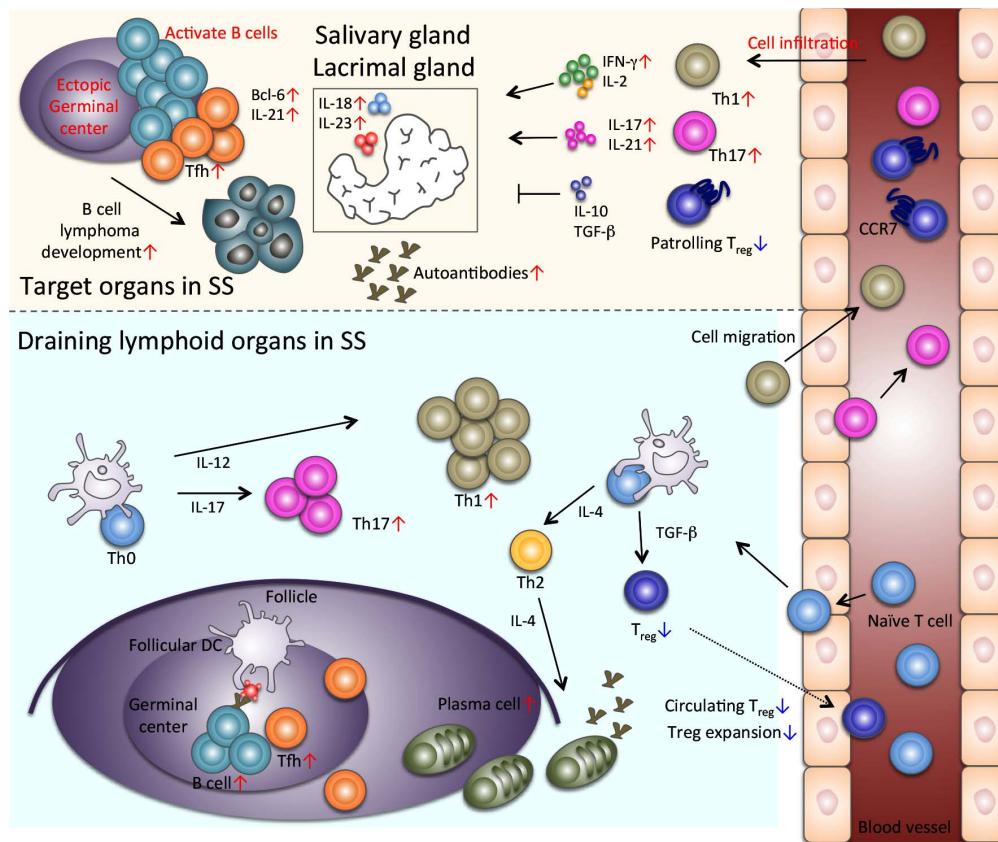 Activate B cells
Ectopic
Germinal
center
Bcl-6↑
IL-21↑
Tfh↑
B cell
lymphoma
development↑
Target organs in SS
Salivary gland
Lacrimal gland
IL-18↑
IL-23↑
Autoantibodies↑
IFN-γ↑
IL-2
Th1↑
IL-17↑
IL-21↑
Th17↑
IL-10
TGF-β
Patrolling Treg↓
Cell infiltration
CCR7
Draining lymphoid organs in SS
Cell migration
IL-12
IL-17
Th0
Th17↑
Th1↑
IL-4
TGF-β
Th2
IL-4
Treg↓
Naïve T cell
Follicle
Follicular DC
Germinal
center
B cell↑
Tfh↑
Plasma cell↑
Circulating Treg↓
Treg expansion↓
Blood vessel